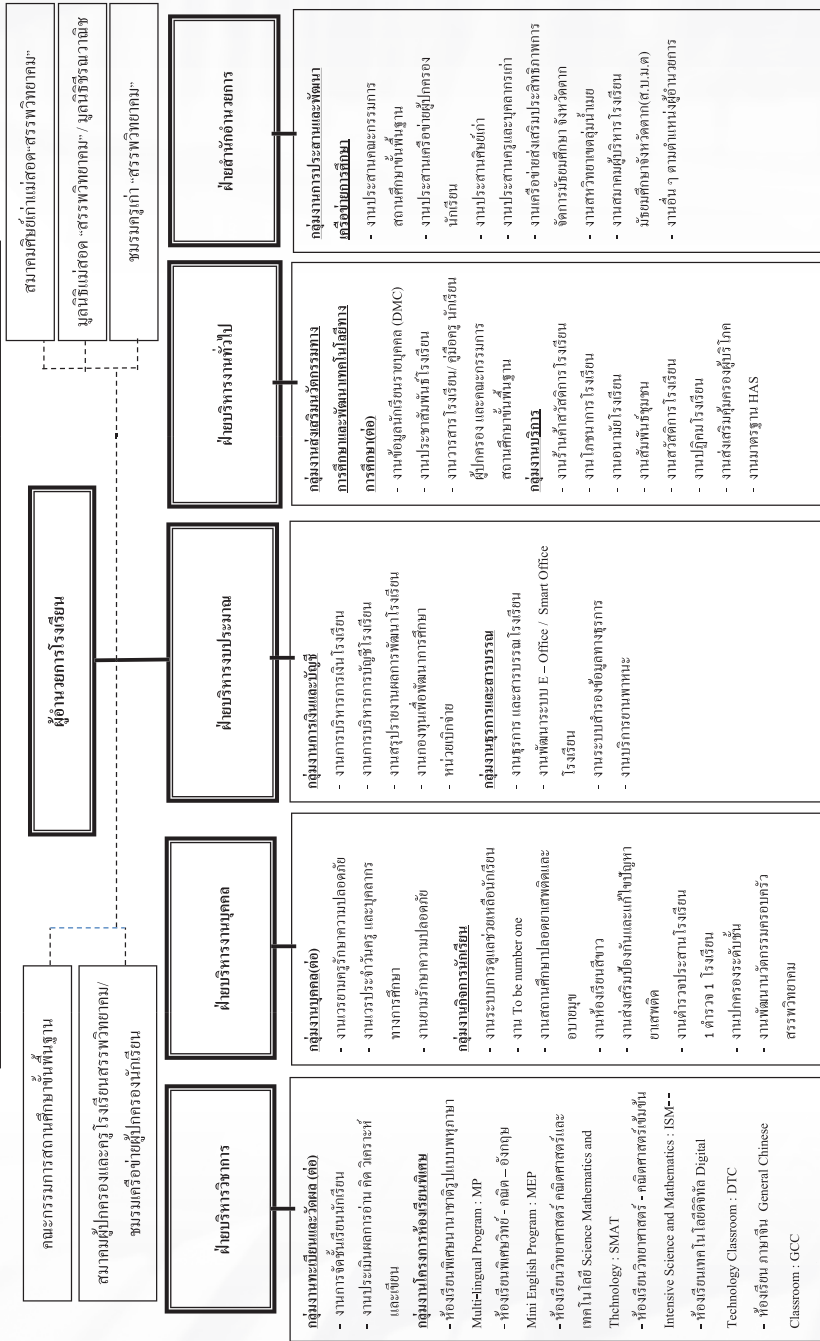 คณะกรรมการสถานศึกษาขั้นพื้นฐาน
สมาคมผู้ปกครองและครูโรงเรียนสรรพวิทยาคม/
ชมรมเครือข่ายผู้ปกครองนักเรียน
ผู้อำนวยการโรงเรียน
สมาคมศิษย์เก่าแม่สอด“สรรพวิทยาคม”
มูลนิธิแม่สอด “สรรพวิทยาคม” / มูลนิธิชีรณวาณิช
ชมรมครูเก่า “สรรพวิทยาคม”
ฝ่ายบริหารวิชาการ
กลุ่มงานทะเบียนและวัดผล (ต่อ)
- งานการจัดชั้นเรียนนักเรียน
- งานประเมินผลการอ่าน คิด วิเคราะห์
และเขียน
กลุ่มงานโครงการห้องเรียนพิเศษ
- ห้องเรียนพิเศษนานาชาติรูปแบบพหุภาษา
Multi-lingual Program : MP
- ห้องเรียนพิเศษวิทย์ - คณิต – อังกฤษ
Mini English Program : MEP
- ห้องเรียนวิทยาศาสตร์ คณิตศาสตร์และ
เทคโนโลยี Science Mathematics and
Thchnology : SMAT
- ห้องเรียนวิทยาศาสตร์ - คณิตศาสตร์เข้มข้น
Intensive Science and Mathematics : ISM--
- ห้องเรียนเทคโนโลยีดิจิทัล Digital
Technology Classroom : DTC
- ห้องเรียน ภาษาจีน General Chinese
Classroom : GCC
ฝ่ายบริหารงานบุคคล
กลุ่มงานบุคคล(ต่อ)
- งานเวรยามครูรักษาความปลอดภัย
- งานเวรประจำวันครู และบุคลากร
ทางการศึกษา
- งานยามรักษาความปลอดภัย
กลุ่มงานกิจการนักเรียน
- งานระบบการดูแลช่วยเหลือนักเรียน
- งาน To be number one
- งานสถานศึกษาปลอดยาเสพติดและ
อบายมุข
- งานห้องเรียนสีขาว
- งานส่งเสริมป้องกันและแก้ไขปัญหา
ยาเสพติด
- งานตำรวจประสานโรงเรียน
1 ตำรวจ 1 โรงเรียน
- งานปกครองระดับชั้น
- งานพัฒนานวัตกรรมครอบครัว
สรรพวิทยาคม
ฝ่ายบริหารงบประมาณ
กลุ่มงานการเงินและบัญชี
- งานการบริหารการเงินโรงเรียน
- งานการบริหารการบัญชีโรงเรียน
- งานสรุปรายงานผลการพัฒนาโรงเรียน
- งานกองทุนเพื่อพัฒนาการศึกษา
- หน่วยเบิกจ่าย
กลุ่มงานธุรการและสารบรรณ
- งานธุรการ และสารบรรณโรงเรียน
- งานพัฒนาระบบ E – Office / Smart Office
โรงเรียน
- งานระบบสำรองข้อมูลทางธุรการ
- งานบริการยานพาหนะ
ฝ่ายบริหารงานทั่วไป
กลุ่มงานส่งเสริมนวัตกรรมทาง
การศึกษาและพัฒนาเทคโนโลยีทาง
การศึกษา(ต่อ)
- งานข้อมูลนักเรียนรายบุคคล (DMC)
- งานประชาสัมพันธ์โรงเรียน
- งานวารสารโรงเรียน/ คู่มือครู นักเรียน
ผู้ปกครอง และคณะกรรมการ
สถานศึกษาขั้นพื้นฐาน
กลุ่มงานบริการ
- งานร้านค้าสวัสดิการโรงเรียน
- งานโภชนาการโรงเรียน
- งานอนามัยโรงเรียน
- งานสัมพันธ์ชุมชน
- งานสวัสดิการโรงเรียน
- งานปฏิคมโรงเรียน
- งานส่งเสริมคุ้มครองผู้บริโภค
- งานมาตรฐาน HAS
ฝ่ายสำนักอำนวยการ
กลุ่มงานการประสานและพัฒนา
เครือข่ายการศึกษา
- งานประสานคณะกรรมการ
สถานศึกษาขั้นพื้นฐาน
- งานประสานเครือข่ายผู้ปกครอง
นักเรียน
- งานประสานศิษย์เก่า
- งานประสานครูและบุคลากรเก่า
- งานเครือข่ายส่งเสริมประสิทธิภาพการ
จัดการมัธยมศึกษา จังหวัดตาก
- งานสหวิทยาเขตลุ่มน้ำเมย
- งานสมาคมผู้บริหารโรงเรียน
มัธยมศึกษาจังหวัดตาก(ส.บ.ม.ต)
- งานอื่น ๆ ตามตำแหน่งผู้อำนวยการ